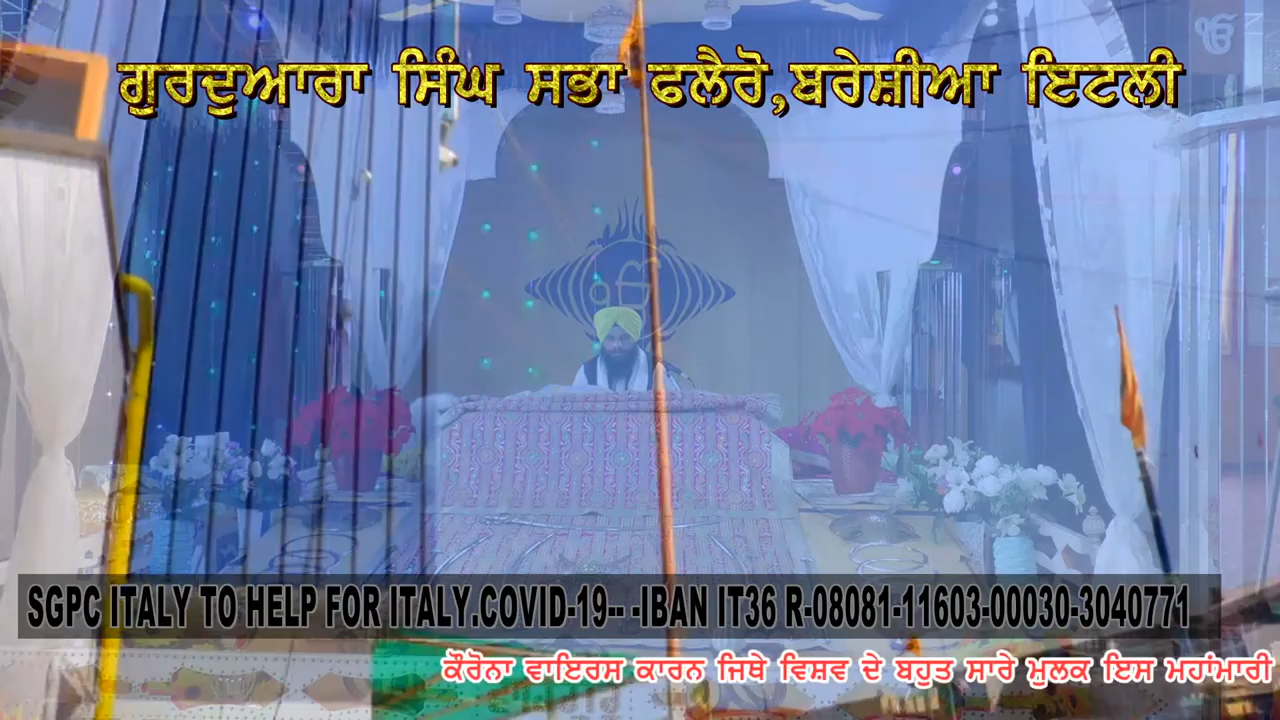 ਗੁਰਦੁਆਰਾ ਸਿੰਘ ਸਭਾ ਫਲੈਰੋ,ਬਰੇਸ਼ੀਆ ਇਟਲੀ
SGPC ITALY TO HELP FOR ITALY.COVID-19-- -IBAN IT36 R-08081-11603-00030-3040771
ਕੌਰੋਨਾ ਵਾਇਰਸ ਕਾਰਨ ਜਿਥੇ ਵਿਸ਼ਵ ਦੇ ਬਹੁਤ ਸਾਰੇ ਮੁਲਕ ਇਸ ਮਹਾਂਮਾਰੀ